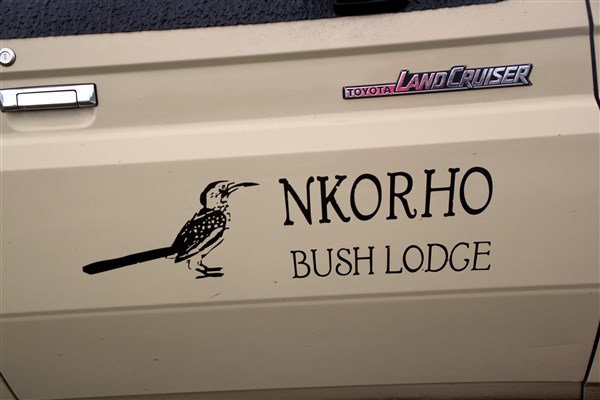 TOYOTA LANDCRUISER
NKORHO
BUSH LODGE